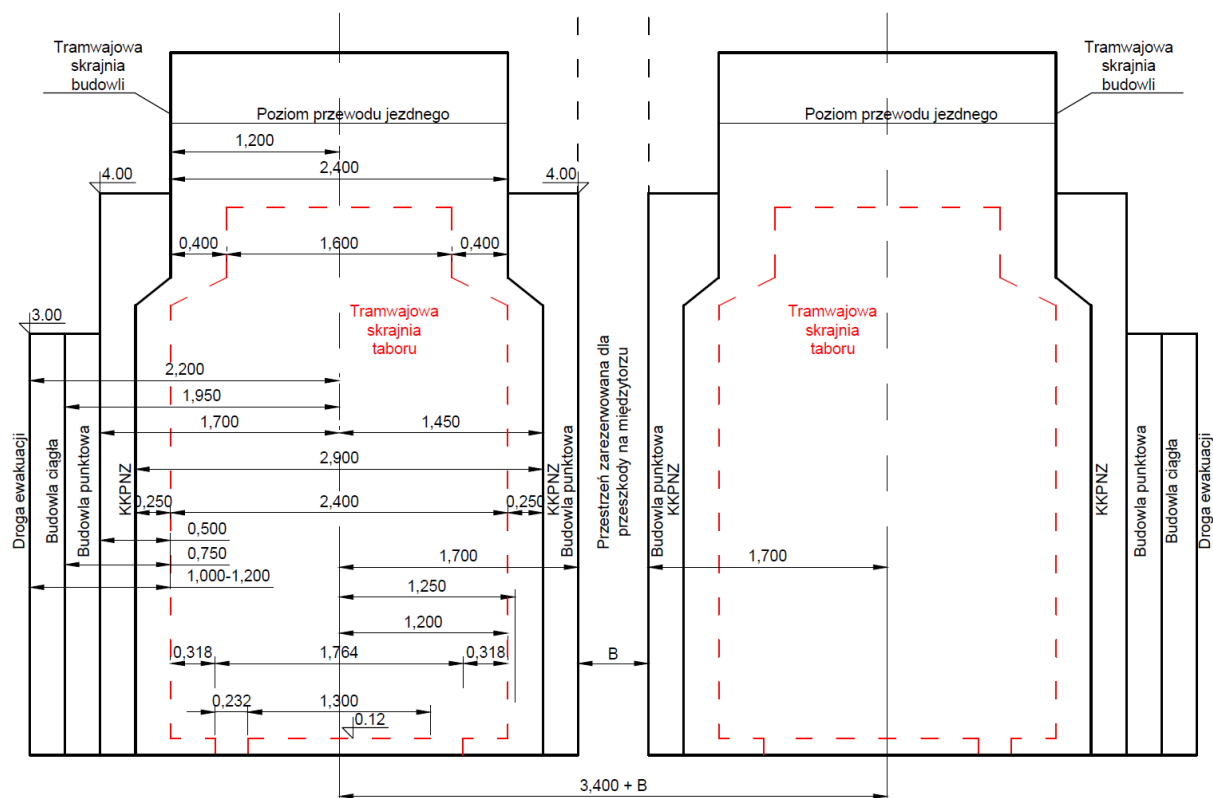 Tramwajowa
skrajnia
budowli
Tramwajowa
skrajnia
budowli
Poziom przewodu jezdnego
Poziom przewodu jezdnego
1,200
2,400
4.00
4.00
0,400
1,600
0,400
3.00
Tramwajowa
skrajnia
taboru
Tramwajowa
skrajnia
taboru
2,200
1,950
1,700
1,450
2,900
0,250
2,400
0,250
0,500
0,750
1,000-1,200
1,700
1,700
1,250
1,200
0,318
1,764
0,318
B
0,232
1,300
0.12
3,400 + B
Droga ewakuacji
Budowla ciągła
Budowla punktowa
KKPNZ
Budowla punktowa
Przestrzeń zarezerwowana dla
przeszkody na międzytorzu
Budowla punktowa
KKPNZ
KKPNZ
Budowla punktowa
Budowla ciągła
Droga ewakuacji